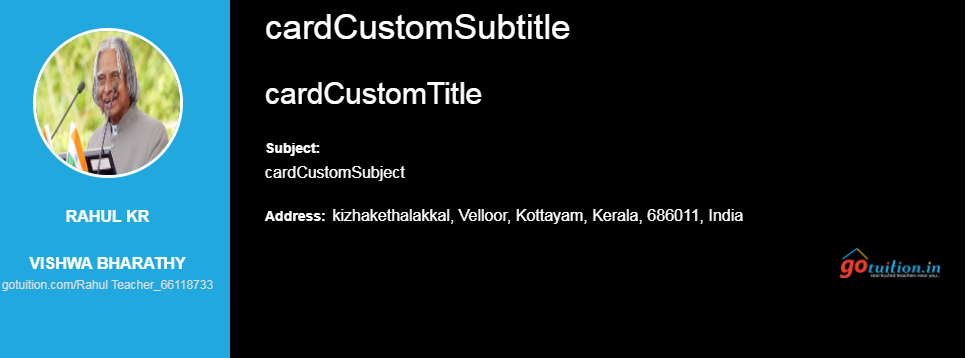 RAHUL KR
VISHWA BHARATHY
gotuition.com/Rahul Teacher_66118733
cardCustomSubtitle
cardCustomTitle
Subject:
cardCustomSubject
Address: kizhakethalakkal, Velloor, Kottayam, Kerala, 686011, India
gotuition.in
real trusted teachers near you..